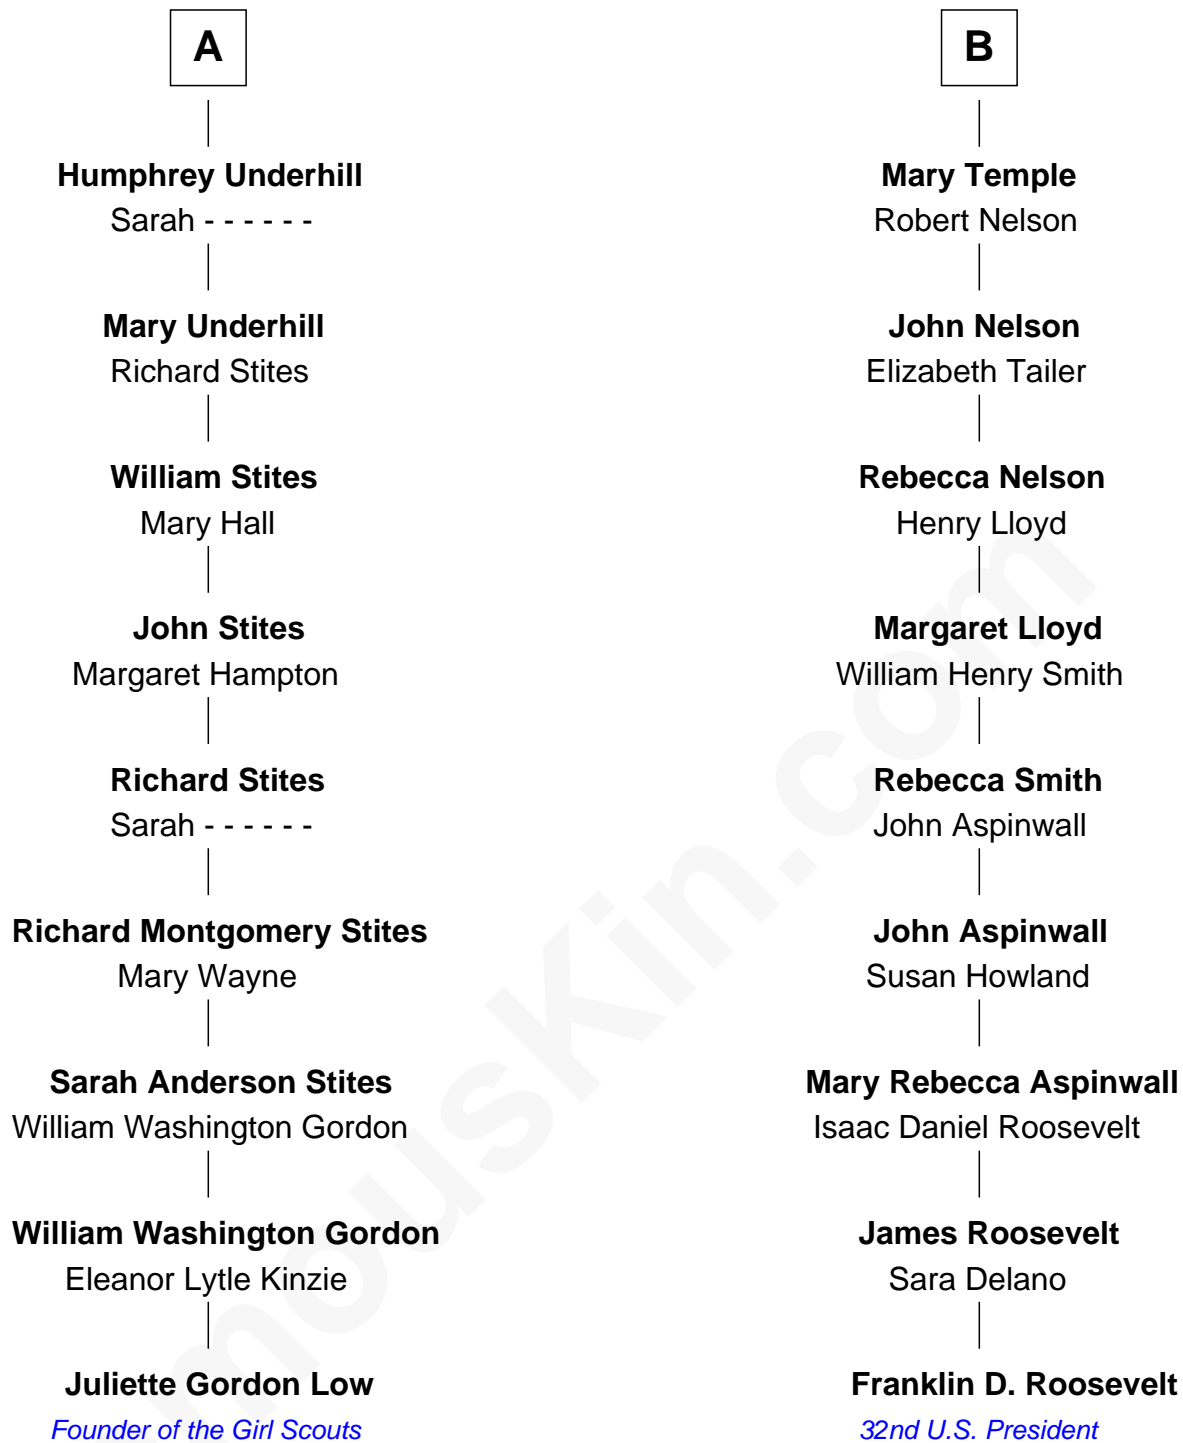 A
Humphrey Underhill
Sarah - - - - - -
Mary Underhill
Richard Stites
William Stites
Mary Hall
John Stites
Margaret Hampton
Richard Stites
Sarah - - - - - -
Richard Montgomery Stites
Mary Wayne
Sarah Anderson Stites
William Washington Gordon
William Washington Gordon
Eleanor Lytle Kinzie
Juliette Gordon Low
Founder of the Girl Scouts
B
Mary Temple
Robert Nelson
John Nelson
Elizabeth Tailer
Rebecca Nelson
Henry Lloyd
Margaret Lloyd
William Henry Smith
Rebecca Smith
John Aspinwall
John Aspinwall
Susan Howland
Mary Rebecca Aspinwall
Isaac Daniel Roosevelt
James Roosevelt
Sara Delano
Franklin D. Roosevelt
32nd U.S. President
mousKin.com